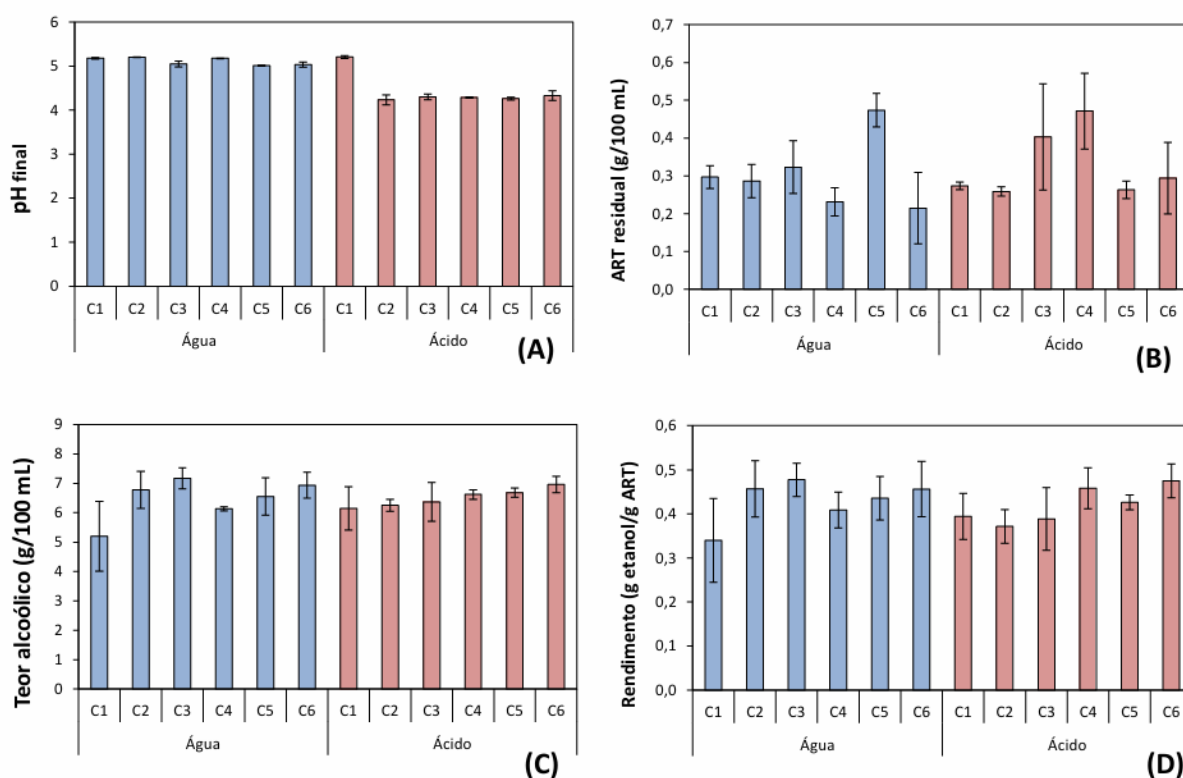 pH final
6
5
4
3
2
1
0
C1 C2 C3 C4 C5 C6 C1 C2 C3 C4 C5 C6
Água Ácido
(A)
ART residual (g/100 mL)
0,7
0,6
0,5
0,4
0,3
0,2
0,1
0,0
C1 C2 C3 C4 C5 C6 C1 C2 C3 C4 C5 C6
Água Ácido
(B)
Teor alcoólico (g/100 mL)
9
8
7
6
5
4
3
2
1
0
C1 C2 C3 C4 C5 C6 C1 C2 C3 C4 C5 C6
Água Ácido
(C)
Rendimento (g etanol/g ART)
0,6
0,5
0,4
0,3
0,2
0,1
0,0
C1 C2 C3 C4 C5 C6 C1 C2 C3 C4 C5 C6
Água Ácido
(D)